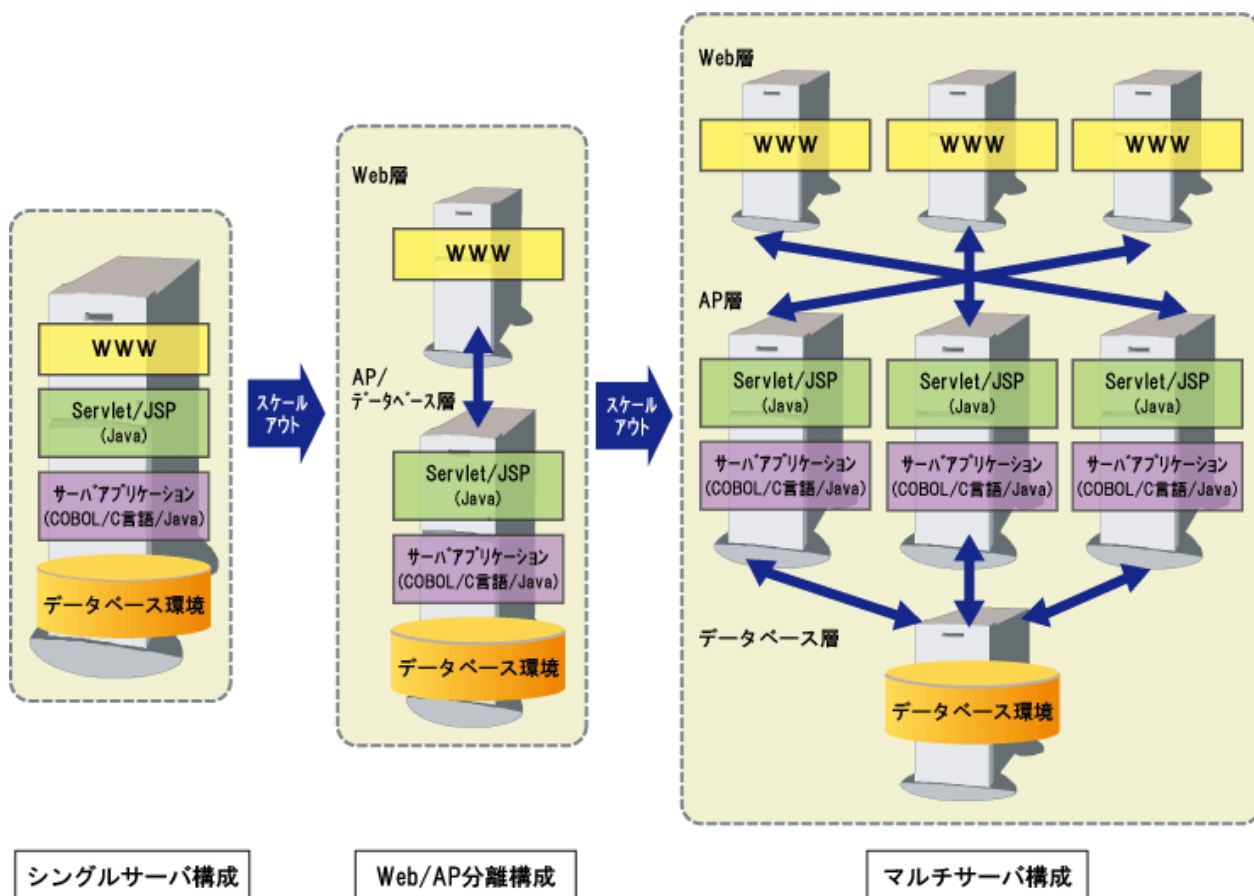 WWW
Servlet/JSP
(Java)
サーバアプリケーション
(COBOL/C言語/Java)
データベース環境
シングルサーバ構成
スケール
アウト
Web層
WWW
AP/
データベース層
Servlet/JSP
(Java)
サーバアプリケーション
(COBOL/C言語/Java)
データベース環境
Web/AP分離構成
スケール
アウト
Web層
WWW
WWW
WWW
AP層
Servlet/JSP
(Java)
サーバアプリケーション
(COBOL/C言語/Java)
Servlet/JSP
(Java)
サーバアプリケーション
(COBOL/C言語/Java)
Servlet/JSP
(Java)
サーバアプリケーション
(COBOL/C言語/Java)
データベース層
データベース環境
マルチサーバ構成